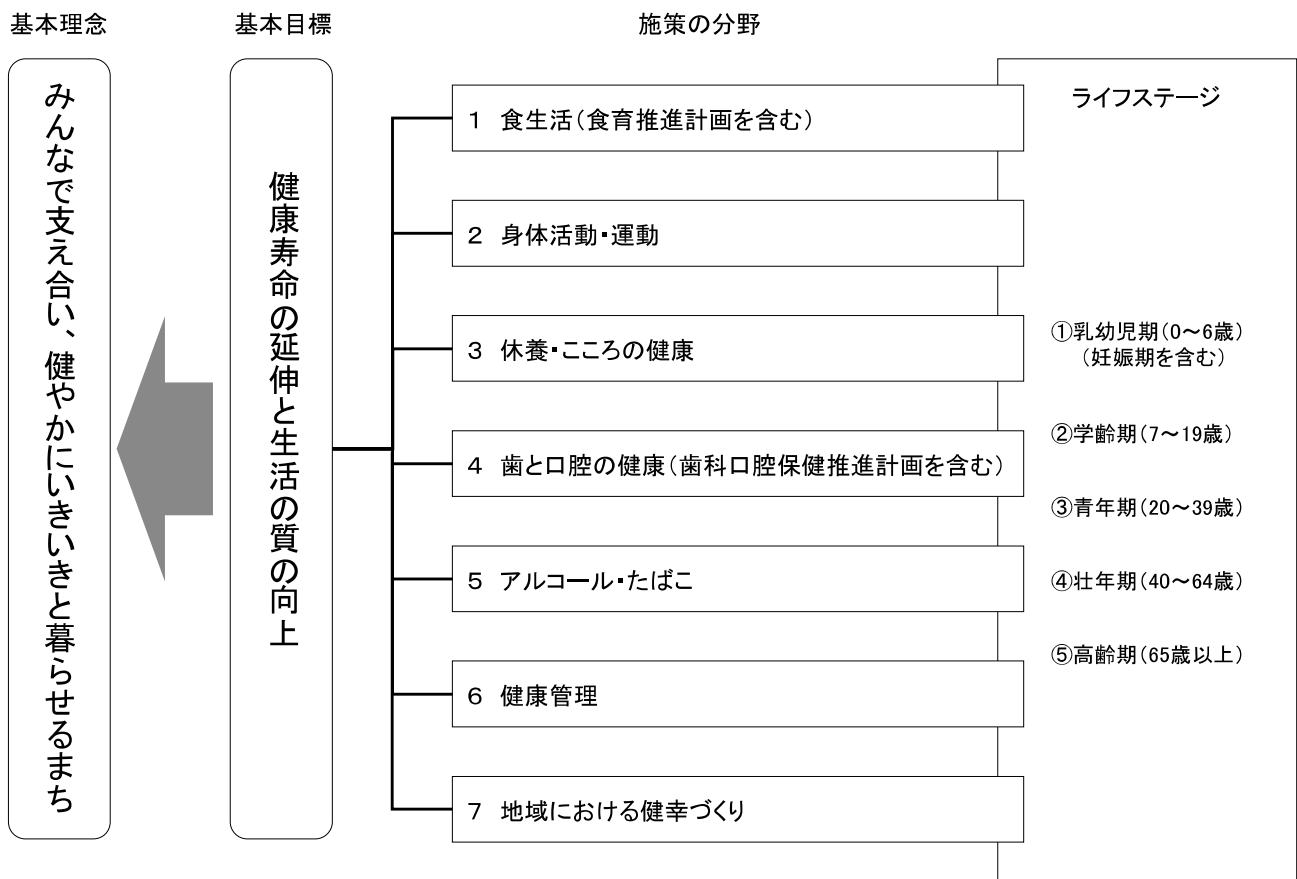 基本理念
基本目標
施策の分野
みんなで支え合い、健やかにいきいきと暮らせるまち
健康寿命の延伸と生活の質の向上
1 食生活（食育推進計画を含む）
2 身体活動・運動
3 休養・こころの健康
4 歯と口腔の健康（歯科口腔保健推進計画を含む）
5 アルコール・たばこ
6 健康管理
7 地域における健幸づくり
ライフステージ
①乳幼児期（0～6歳）
（妊娠期を含む）
②学齢期（7～19歳）
③青年期（20～39歳）
④壮年期（40～64歳）
⑤高齢期（65歳以上）